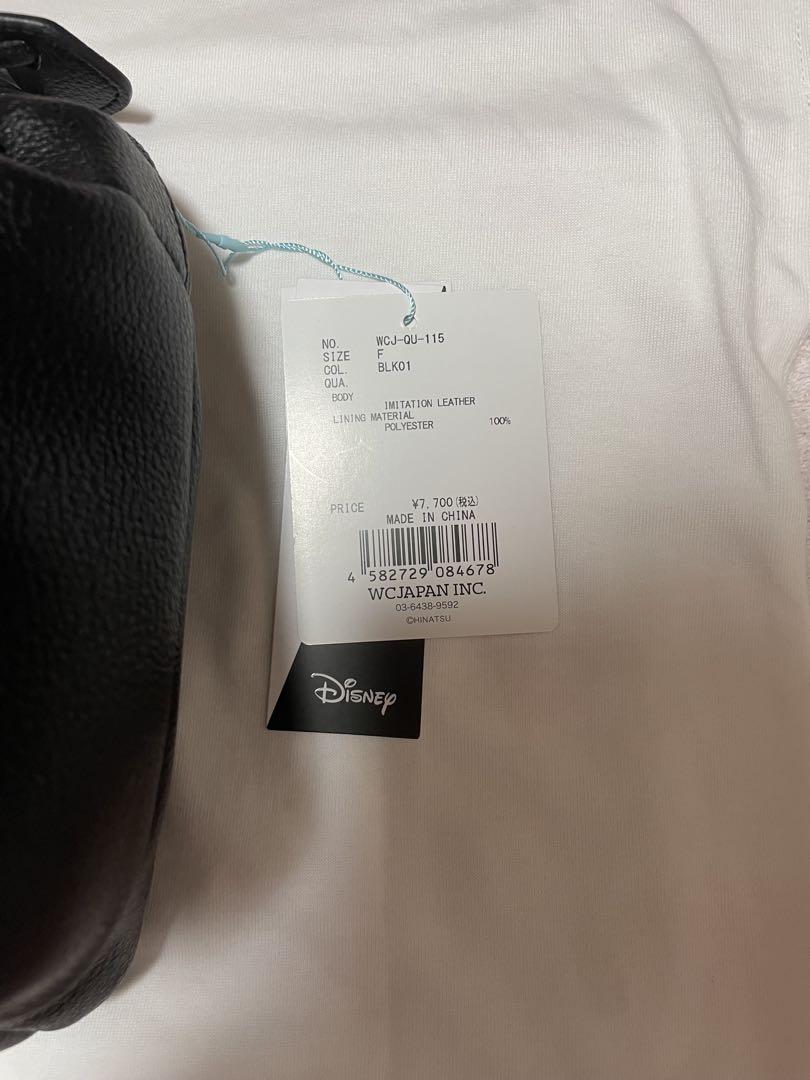 NO. WCJ-QU-115
SIZE F
COL. BLK01
QUA.
BODY
IMITATION LEATHER
LINING MATERIAL
POLYESTER 100%
PRICE ¥7,700(税込)
MADE IN CHINA
4 582729 084678
WCJAPAN INC.
03-6438-9592
©HINATSU
Disney